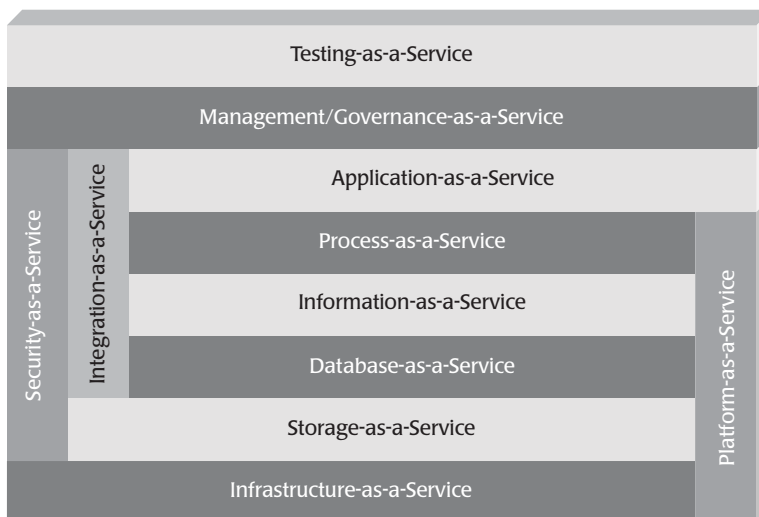 Testing-as-a-Service
Management/Governance-as-a-Service
Security-as-a-Service
Integration-as-a-Service
Application-as-a-Service
Process-as-a-Service
Information-as-a-Service
Database-as-a-Service
Storage-as-a-Service
Infrastructure-as-a-Service
Platform-as-a-Service